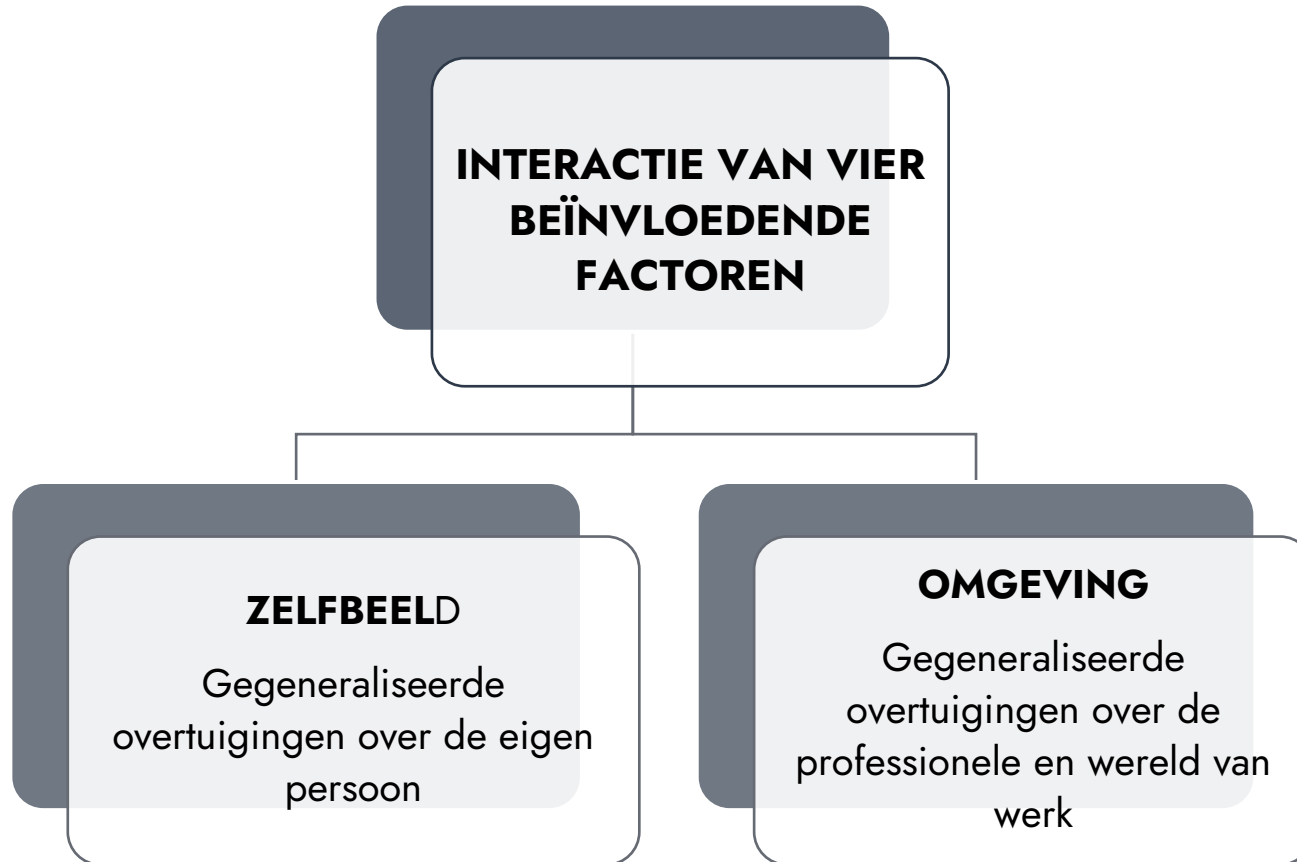 INTERACTIE VAN VIER
BEÏNVLOEDENDE
FACTOREN
ZELFBEELD
Gegeneraliseerde
overtuigingen over de eigen
persoon
OMGEVING
Gegeneraliseerde
overtuigingen over de
professionele en wereld van
werk